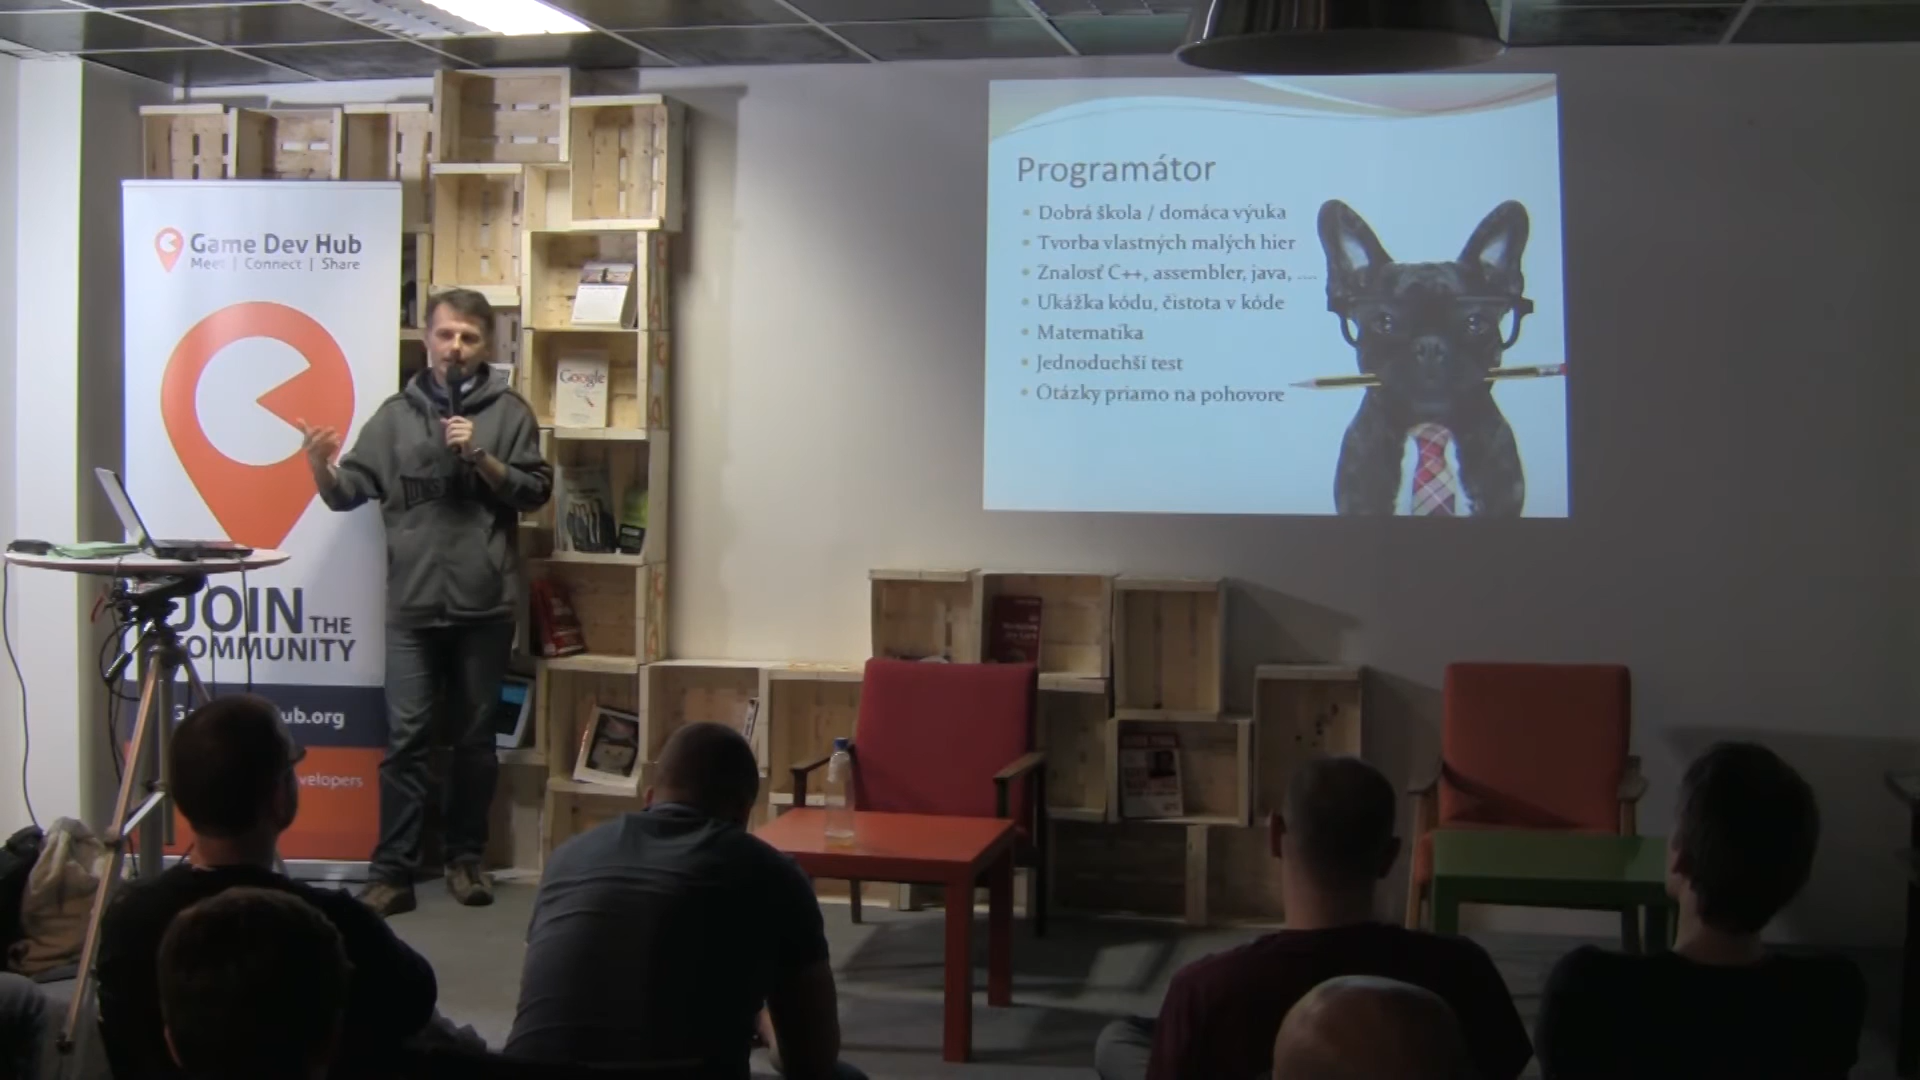 Game Dev Hub
Meet | Connect | Share
JOIN THE
COMMUNITY
ub.org
velopers
Google
Programátor
Dobrá škola / domáca výuka
Tvorba vlastných malých hier
Znalosť C++, assembler, java, ....
Ukážka kódu, čistota v kóde
Matematika
Jednoduchší test
Otázky priamo na pohovore